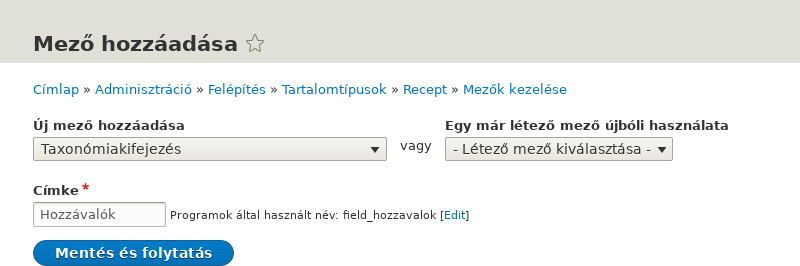 Mező hozzáadása
Címlap » Adminisztráció » Felépítés » Tartalomtípusok » Recept » Mezők kezelése
Új mező hozzáadása
Taxonómiakifejezés
vagy
Egy már létező mező újbóli használata
- Létező mező kiválasztása -
Címke*
Hozzávalók
Programok által használt név: field_hozzavalok [Edit]
Mentés és folytatás